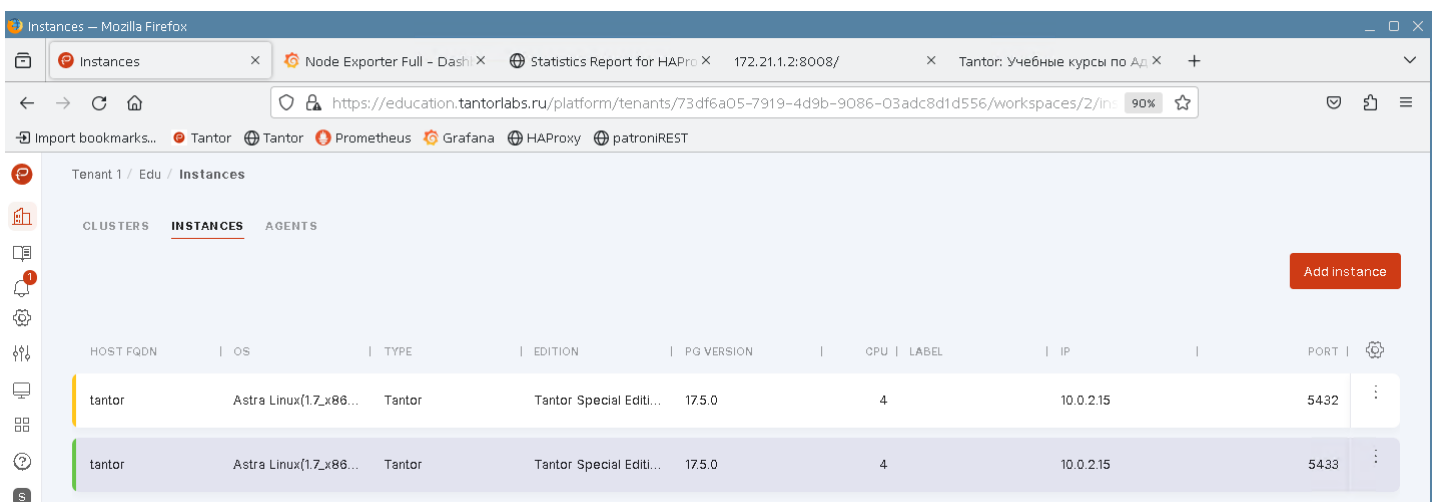 Instances — Mozilla Firefox
Instances
Node Exporter Full - Dash
Statistics Report for HAPro
172.21.1.2:8008/
Tantor: Учебные курсы по Ад
https://education.tantorlabs.ru/platform/tenants/73df6a05-7919-4d9b-9086-03adc8d1d556/workspaces/2/ins 90%
Import bookmarks... Tantor Tantor Prometheus Grafana HAProxy patroniREST
Tenant 1 / Edu / Instances
CLUSTERS INSTANCES AGENTS
1
Add instance
HOST FQDN | OS | TYPE | EDITION | PG VERSION | CPU | LABEL | IP | PORT |
tantor Astra Linux(1.7_x86... Tantor Tantor Special Editi... 17.5.0 4 10.0.2.15 5432
tantor Astra Linux(1.7_x86... Tantor Tantor Special Editi... 17.5.0 4 10.0.2.15 5433
S